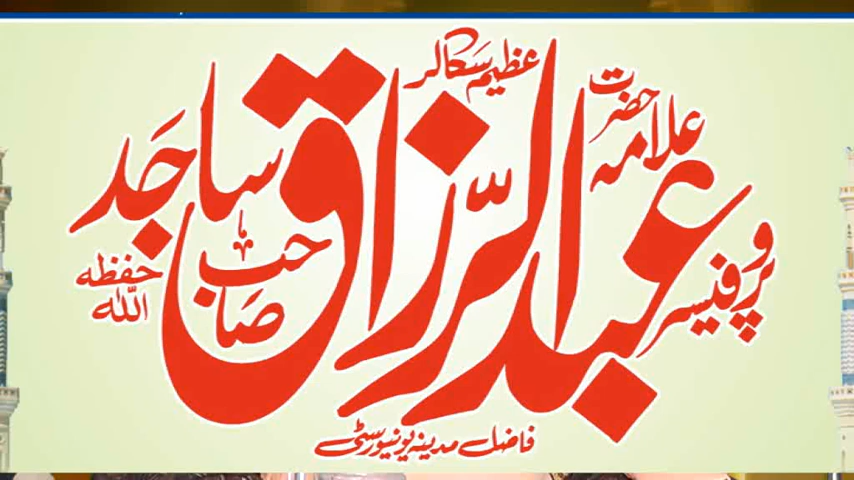 عظیم سکالر
حضرت علامہ
پروفیسر
عبدالرزاق ساجد
صاحب
حفظہ اللہ
فاضل مدینہ یونیورسٹی